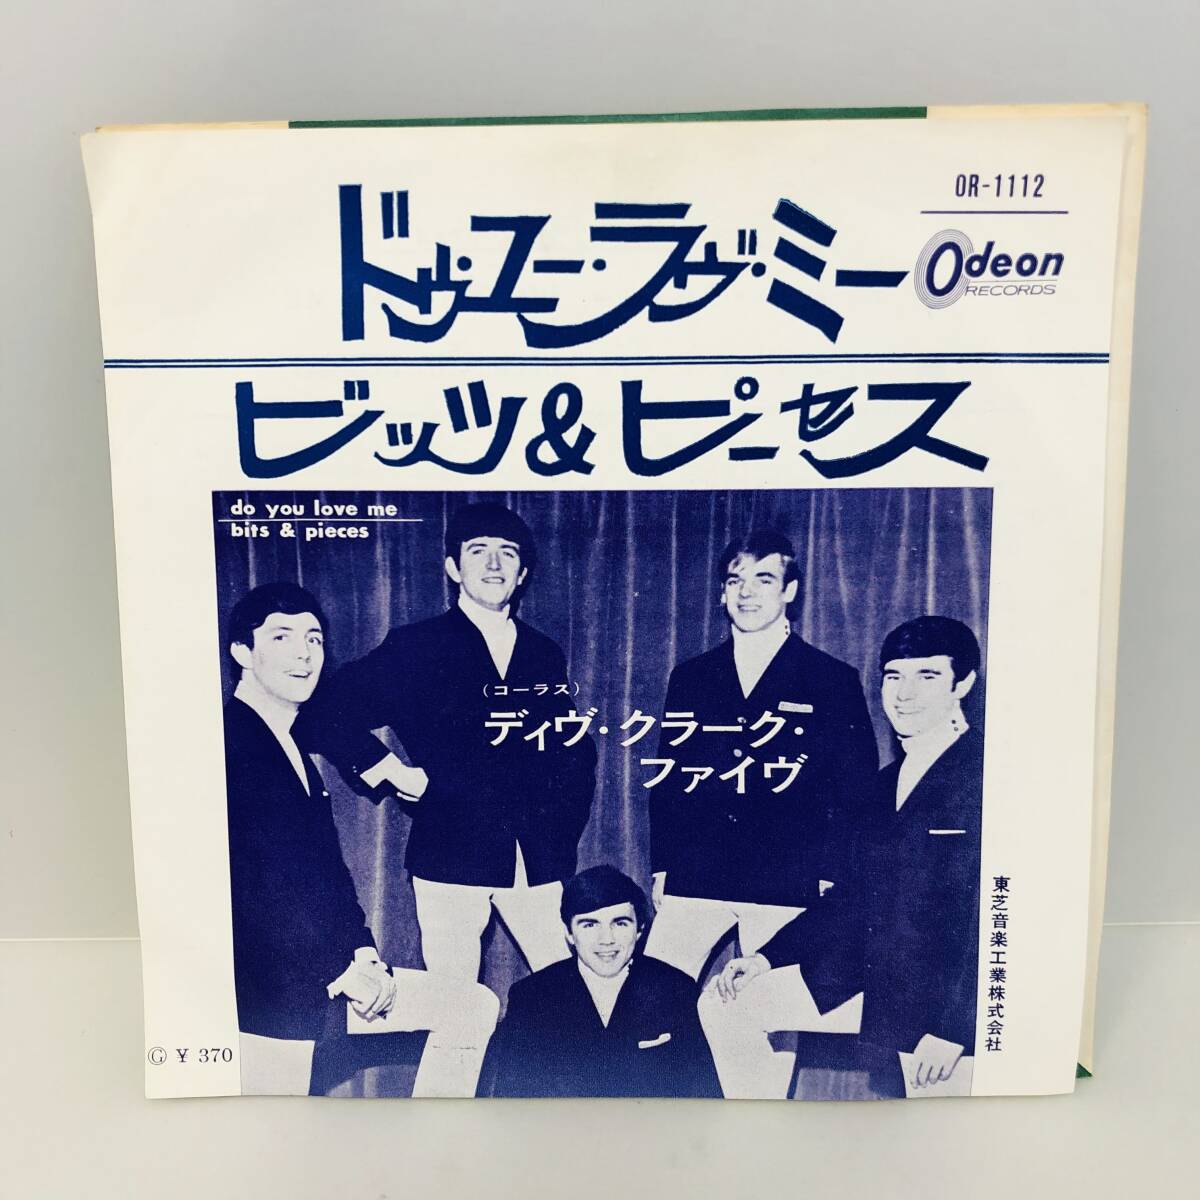 OR-1112
ドゥ・ユー・ラヴ・ミー
Odeon
RECORDS
ビッツ&ピーセス
do you love me
bits & pieces
(コーラス)
ディヴ・クラーク・
ファイヴ
東芝音楽工業株式会社
Ⓖ ¥ 370